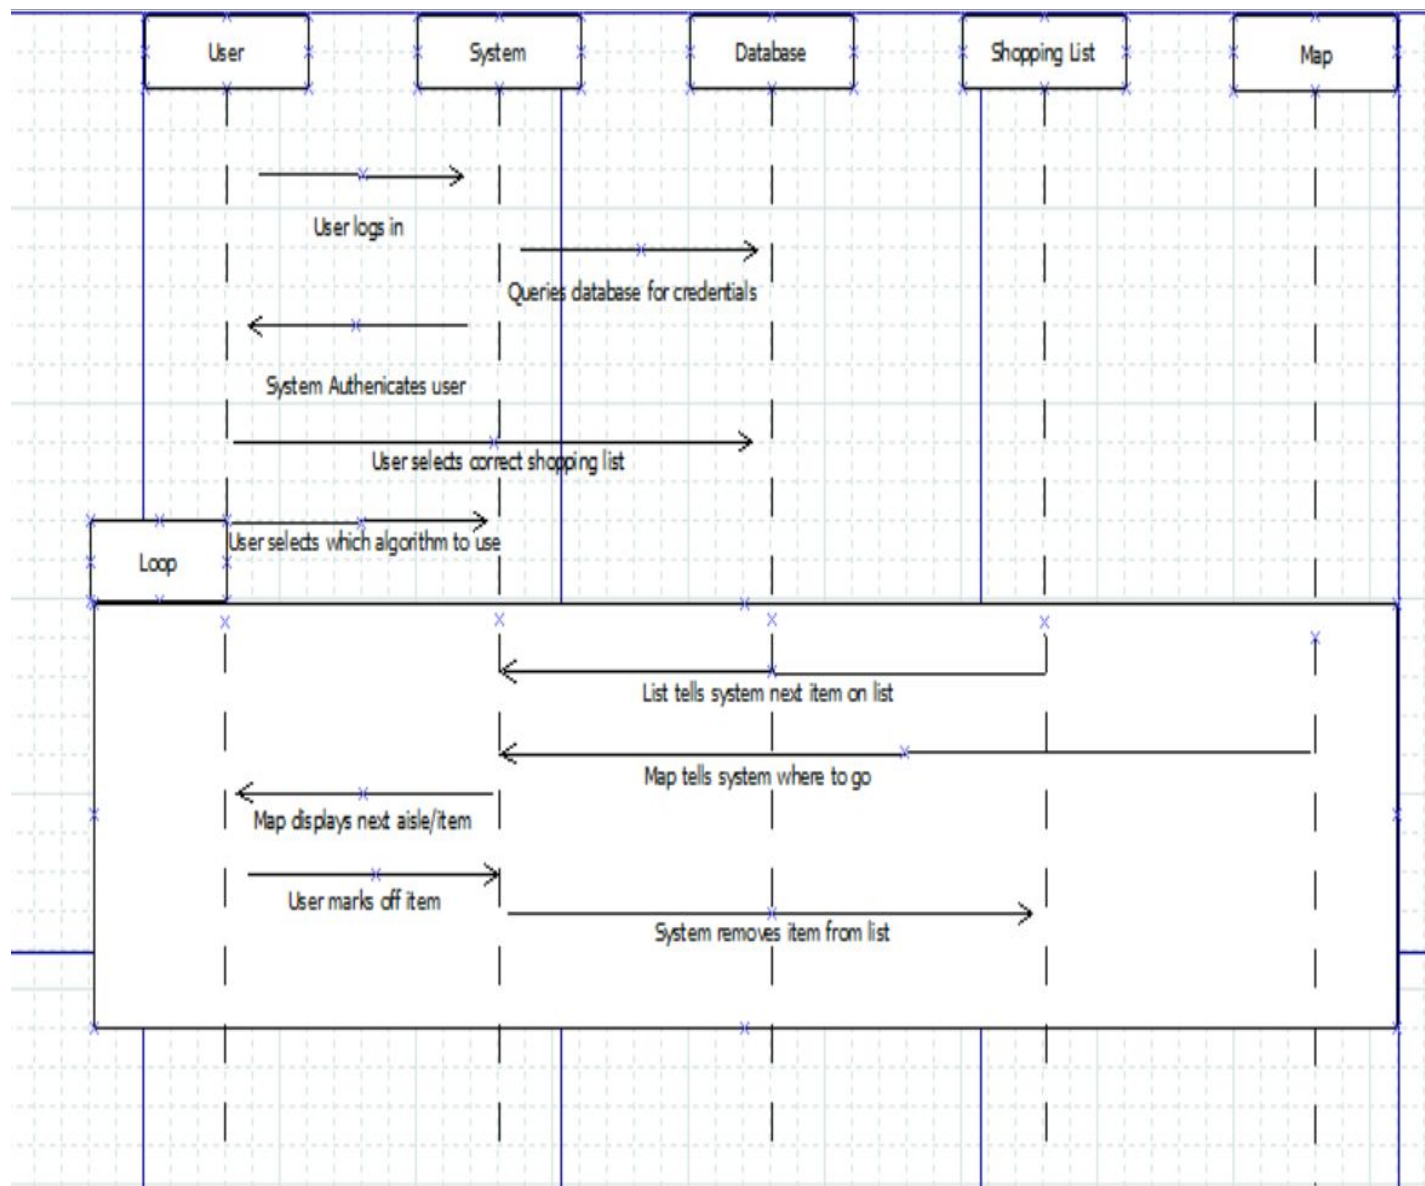 User
System
Database
Shopping List
Map
User logs in
Queries database for credentials
System Authenicates user
User selects correct shopping list
User selects which algorithm to use
Loop
List tells system next item on list
Map tells system where to go
Map displays next aisle/item
User marks off item
System removes item from list